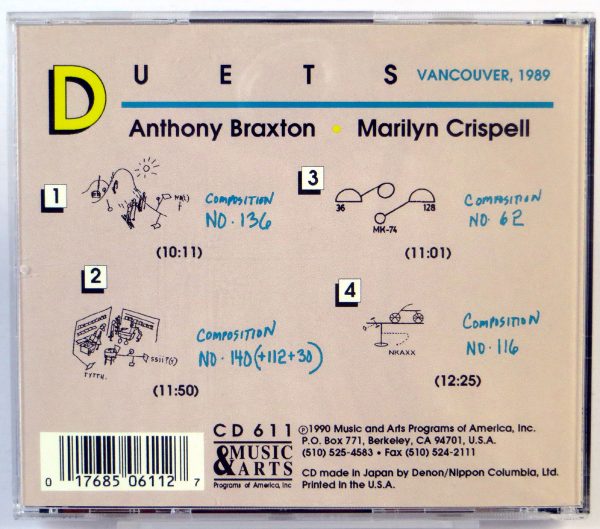 DUETS VANCOUVER, 1989
Anthony Braxton • Marilyn Crispell
1
COMPOSITION
NO. 136
(10:11)
2
SSIIT(Y)
TYTTH.
COMPOSITION
NO. 140 (+112+30)
(11:50)
3
36
128
MK-74
COMPOSITION
NO. 62
(11:01)
4
NKAXX
COMPOSITION
NO. 116
(12:25)
0 17685 06112 7
CD 611
MUSIC
& ARTS
Programs of America, Inc
℗1990 Music and Arts Programs of America, Inc.
P.O. Box 771, Berkeley, CA 94701, U.S.A.
(510) 525-4583 • Fax (510) 524-2111
CD made in Japan by Denon/Nippon Columbia, Ltd.
Printed in the U.S.A.